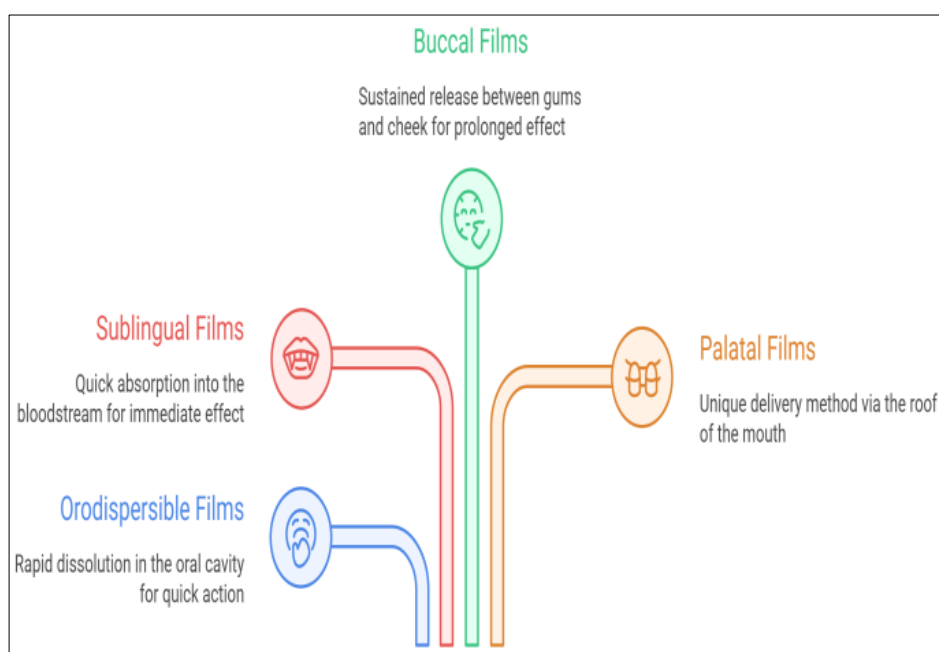 Buccal Films
Sustained release between gums
and cheek for prolonged effect
Sublingual Films
Quick absorption into the
bloodstream for immediate effect
Palatal Films
Unique delivery method via the roof
of the mouth
Orodispersible Films
Rapid dissolution in the oral cavity
for quick action